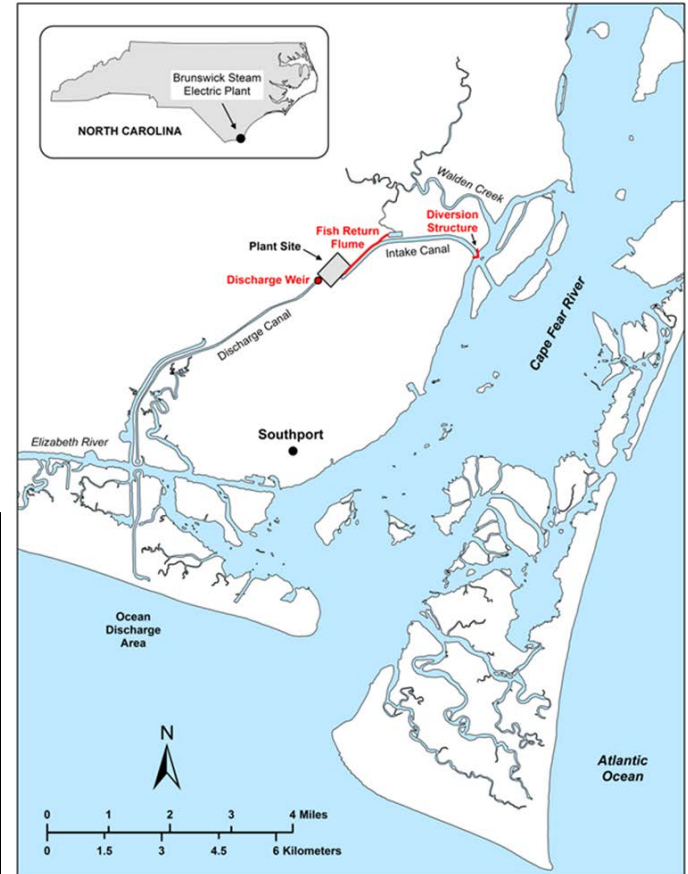 Brunswick Steam
Electric Plant
NORTH CAROLINA
Walden Creek
Diversion
Structure
Fish Return
Flume
Plant Site
Intake Canal
Discharge Weir
Cape Fear River
Discharge Canal
Southport
Elizabeth River
Ocean
Discharge
Area
N
Atlantic
Ocean
0 1 2 3 4 Miles
0 1.5 3 4.5 6 Kilometers